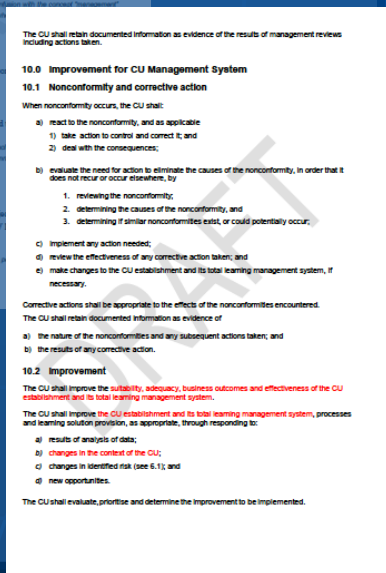 The CU shall retain documented information as evidence of the results of management reviews
including actions taken.
10.0 Improvement for CU Management System
10.1 Nonconformity and corrective action
When nonconformity occurs, the CU shall:
a) react to the nonconformity, and as applicable
1) take action to control and correct it; and
2) deal with the consequences;
b) evaluate the need for action to eliminate the causes of the nonconformity, in order that it
does not recur or occur elsewhere, by
1. reviewing the nonconformity;
2. determining the causes of the nonconformity, and
3. determining if similar nonconformities exist, or could potentially occur;
c) implement any action needed;
d) review the effectiveness of any corrective action taken; and
e) make changes to the CU establishment and its total learning management system, if
necessary.
Corrective actions shall be appropriate to the effects of the nonconformities encountered.
The CU shall retain documented information as evidence of
a) the nature of the nonconformities and any subsequent actions taken; and
b) the results of any corrective action.
10.2 Improvement
The CU shall improve the suitability, adequacy, business outcomes and effectiveness of the CU
establishment and its total learning management system.
The CU shall improve the CU establishment and its total learning management system, processes
and learning solution provision, as appropriate, through responding to:
a) results of analysis of data;
b) changes in the context of the CU;
c) changes in identified risk (see 6.1); and
d) new opportunities.
The CU shall evaluate, prioritise and determine the improvement to be implemented.
DRAFT